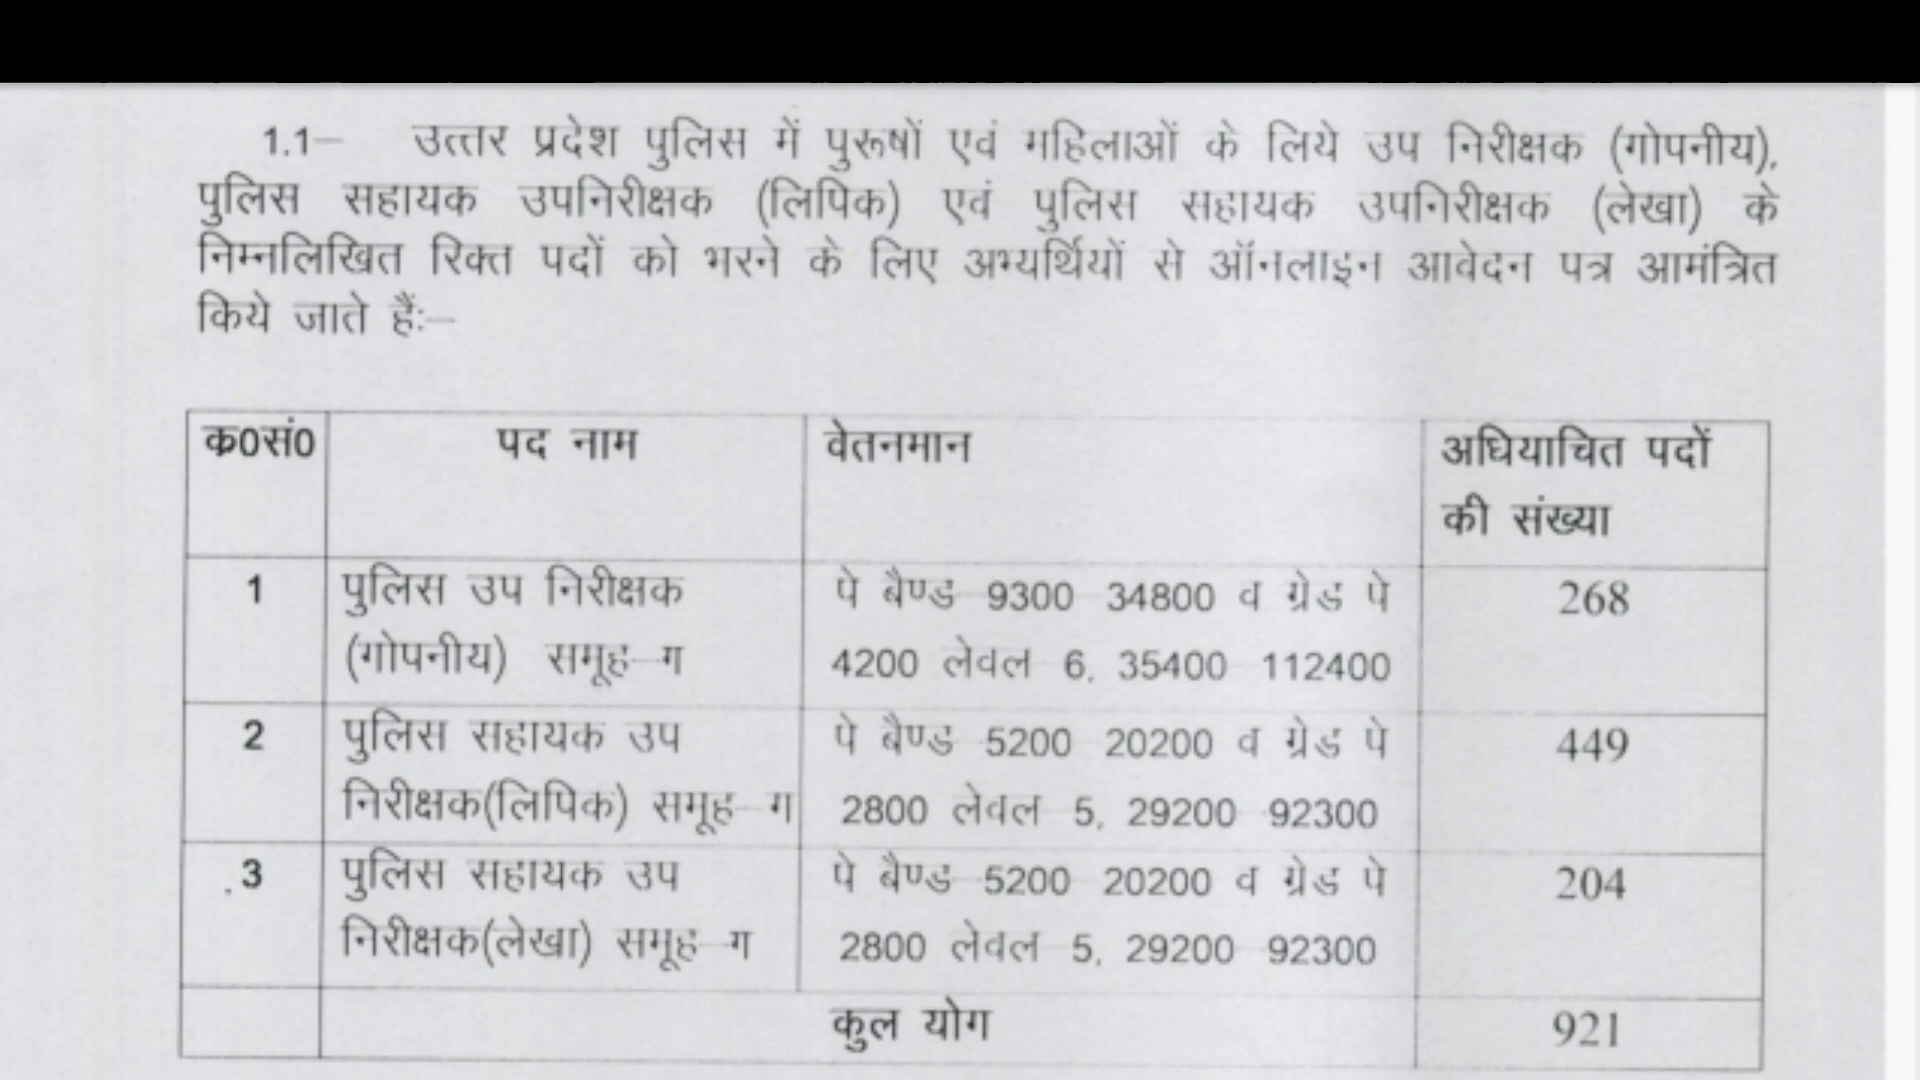 1.1– उत्तर प्रदेश पुलिस में पुरूषों एवं महिलाओं के लिये उप निरीक्षक (गोपनीय),
पुलिस सहायक उपनिरीक्षक (लिपिक) एवं पुलिस सहायक उपनिरीक्षक (लेखा) के
निम्नलिखित रिक्त पदों को भरने के लिए अभ्यर्थियों से ऑनलाइन आवेदन पत्र आमंत्रित
किये जाते हैं:–
क0सं0 पद नाम वेतनमान अधियाचित पदों
की संख्या
1 पुलिस उप निरीक्षक पे बैण्ड 9300 34800 व ग्रेड पे 268
(गोपनीय) समूह–ग 4200 लेवल 6, 35400 112400
2 पुलिस सहायक उप पे बैण्ड 5200 20200 व ग्रेड पे 449
निरीक्षक(लिपिक) समूह–ग 2800 लेवल 5, 29200 92300
3 पुलिस सहायक उप पे बैण्ड 5200 20200 व ग्रेड पे 204
निरीक्षक(लेखा) समूह–ग 2800 लेवल 5, 29200 92300
कुल योग 921